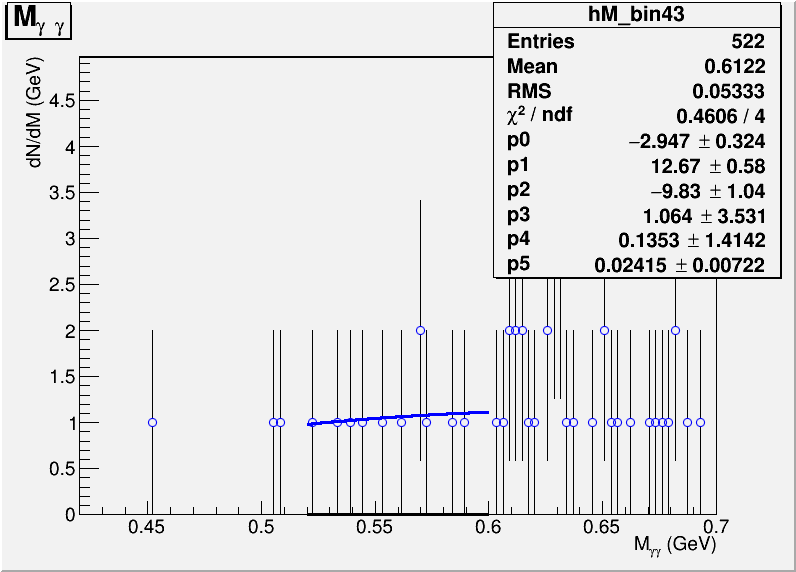 Mγ γ
hM_bin43
Entries 522
Mean 0.6122
RMS 0.05333
χ² / ndf 0.4606 / 4
p0 −2.947 ± 0.324
p1 12.67 ± 0.58
p2 −9.83 ± 1.04
p3 1.064 ± 3.531
p4 0.1353 ± 1.4142
p5 0.02415 ± 0.00722
dN/dM (GeV)
4.5
4
3.5
3
2.5
2
1.5
1
0.5
0
0.45 0.5 0.55 0.6 0.65 0.7
Mγγ (GeV)